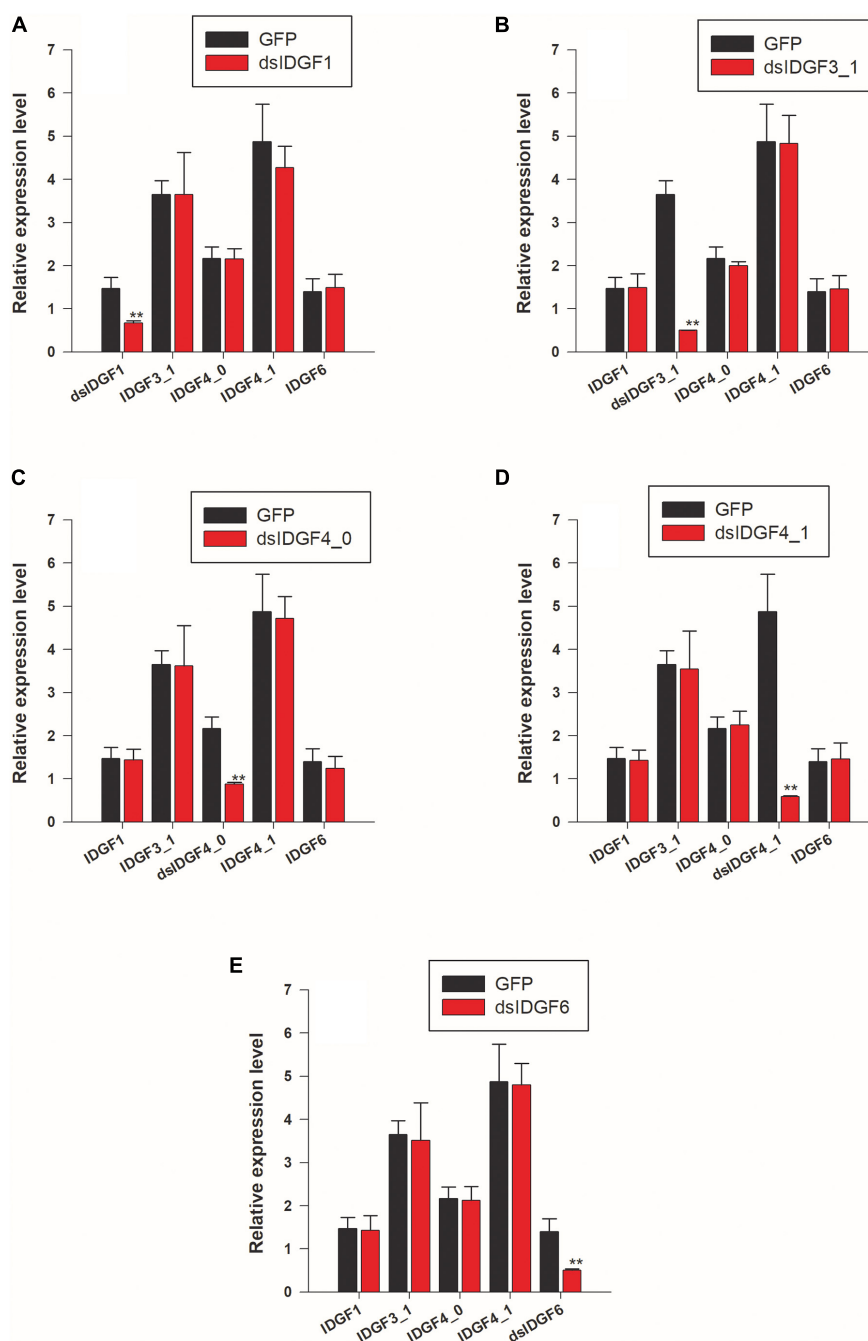 A
GFP
dsIDGF1
Relative expression level
7
6
5
4
3
2
1
0
**
dsIDGF1
IDGF3_1
IDGF4_0
IDGF4_1
IDGF6
B
GFP
dsIDGF3_1
Relative expression level
7
6
5
4
3
2
1
0
**
IDGF1
dsIDGF3_1
IDGF4_0
IDGF4_1
IDGF6
C
GFP
dsIDGF4_0
Relative expression level
7
6
5
4
3
2
1
0
**
IDGF1
IDGF3_1
dsIDGF4_0
IDGF4_1
IDGF6
D
GFP
dsIDGF4_1
Relative expression level
7
6
5
4
3
2
1
0
**
IDGF1
IDGF3_1
IDGF4_0
dsIDGF4_1
IDGF6
E
GFP
dsIDGF6
Relative expression level
7
6
5
4
3
2
1
0
**
IDGF1
IDGF3_1
IDGF4_0
IDGF4_1
dsIDGF6